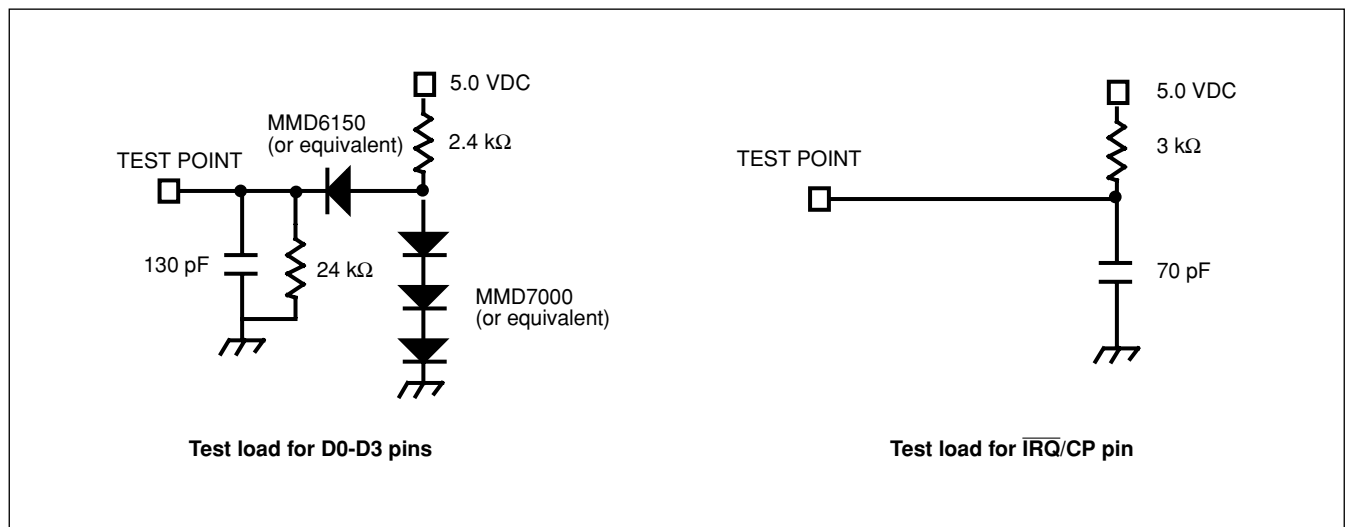 5.0 VDC
MMD6150
(or equivalent)
2.4 kΩ
TEST POINT
130 pF
24 kΩ
MMD7000
(or equivalent)
Test load for D0-D3 pins
5.0 VDC
3 kΩ
TEST POINT
70 pF
Test load for I̅R̅Q̅/CP pin